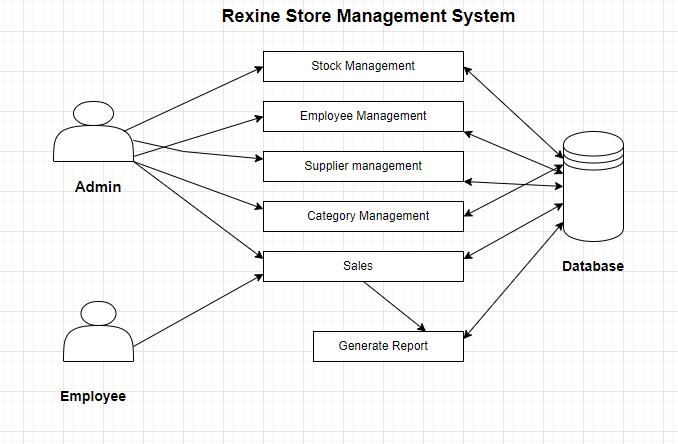 Rexine Store Management System
Stock Management
Employee Management
Supplier management
Admin
Category Management
Sales
Database
Generate Report
Employee